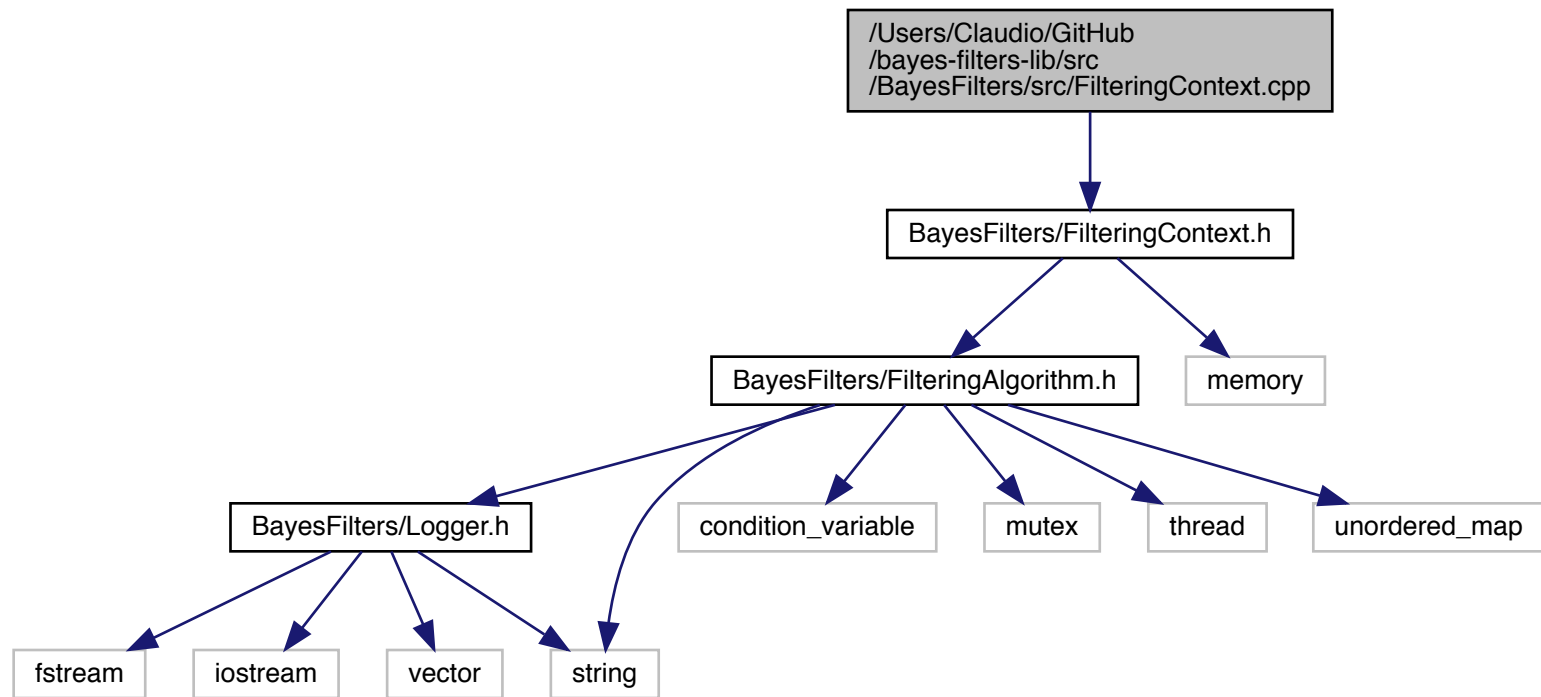 /Users/Claudio/GitHub
/bayes-filters-lib/src
/BayesFilters/src/FilteringContext.cpp
BayesFilters/FilteringContext.h
BayesFilters/FilteringAlgorithm.h
memory
BayesFilters/Logger.h
condition_variable
mutex
thread
unordered_map
fstream
iostream
vector
string